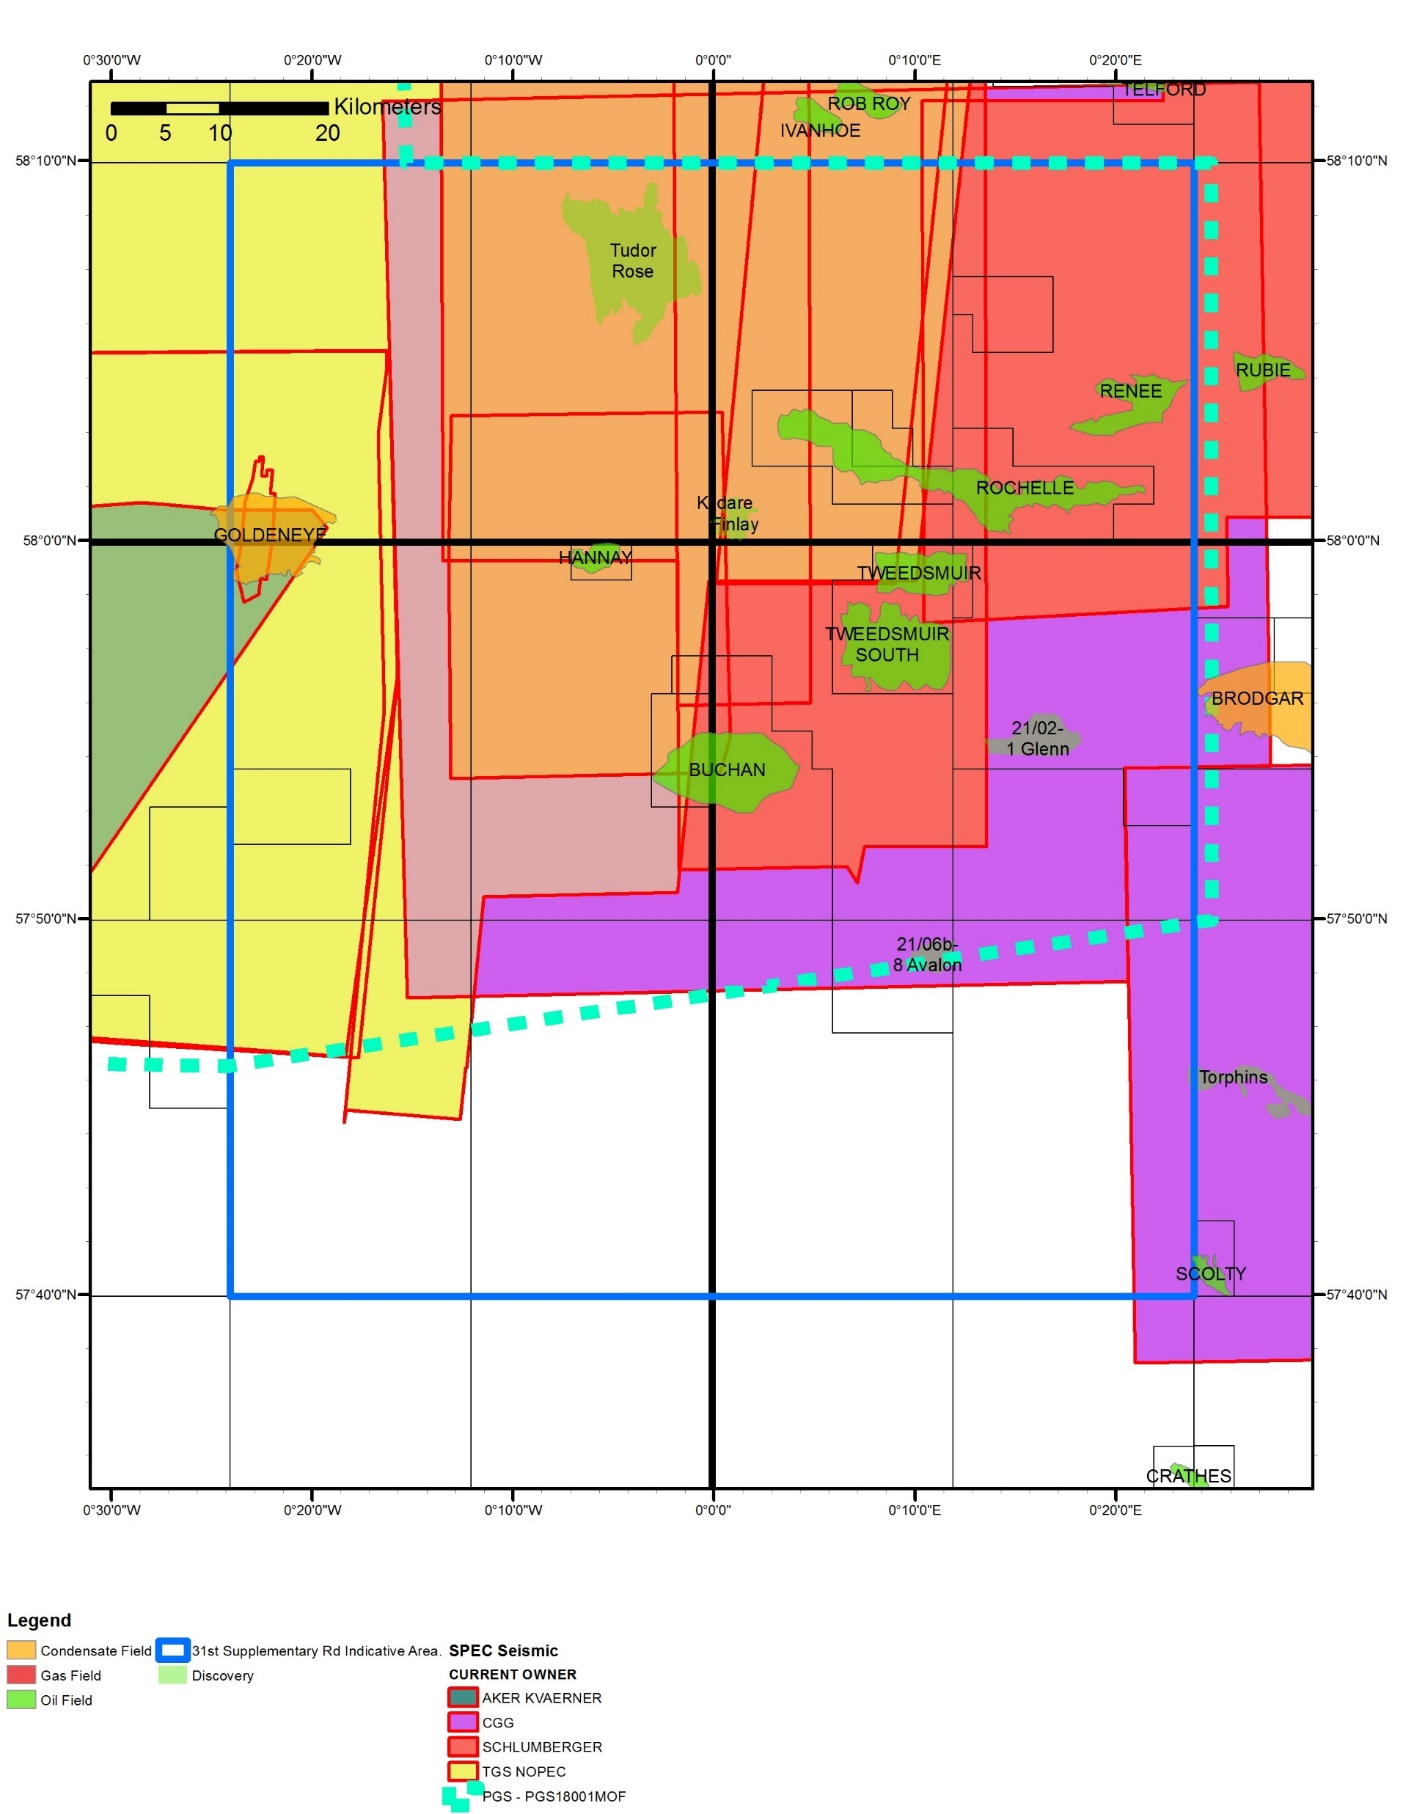 0°30'0"W 0°20'0"W 0°10'0"W 0°0'0" 0°10'0"E 0°20'0"E
Kilometers
0 5 10 20
TELFORD
ROB ROY
IVANHOE
58°10'0"N 58°10'0"N
Tudor
Rose
RUBIE
RENEE
ROCHELLE
Kildare
Finlay
GOLDENEYE
58°0'0"N 58°0'0"N
HANNAY
TWEEDSMUIR
TWEEDSMUIR
SOUTH
BRODGAR
21/02-
1 Glenn
BUCHAN
57°50'0"N 57°50'0"N
21/06b-
8 Avalon
Torphins
SCOLTY
57°40'0"N 57°40'0"N
CRATHES
0°30'0"W 0°20'0"W 0°10'0"W 0°0'0" 0°10'0"E 0°20'0"E
Legend
Condensate Field
Gas Field
Oil Field
31st Supplementary Rd Indicative Area.
Discovery
SPEC Seismic
CURRENT OWNER
AKER KVAERNER
CGG
SCHLUMBERGER
TGS NOPEC
PGS - PGS18001MOF